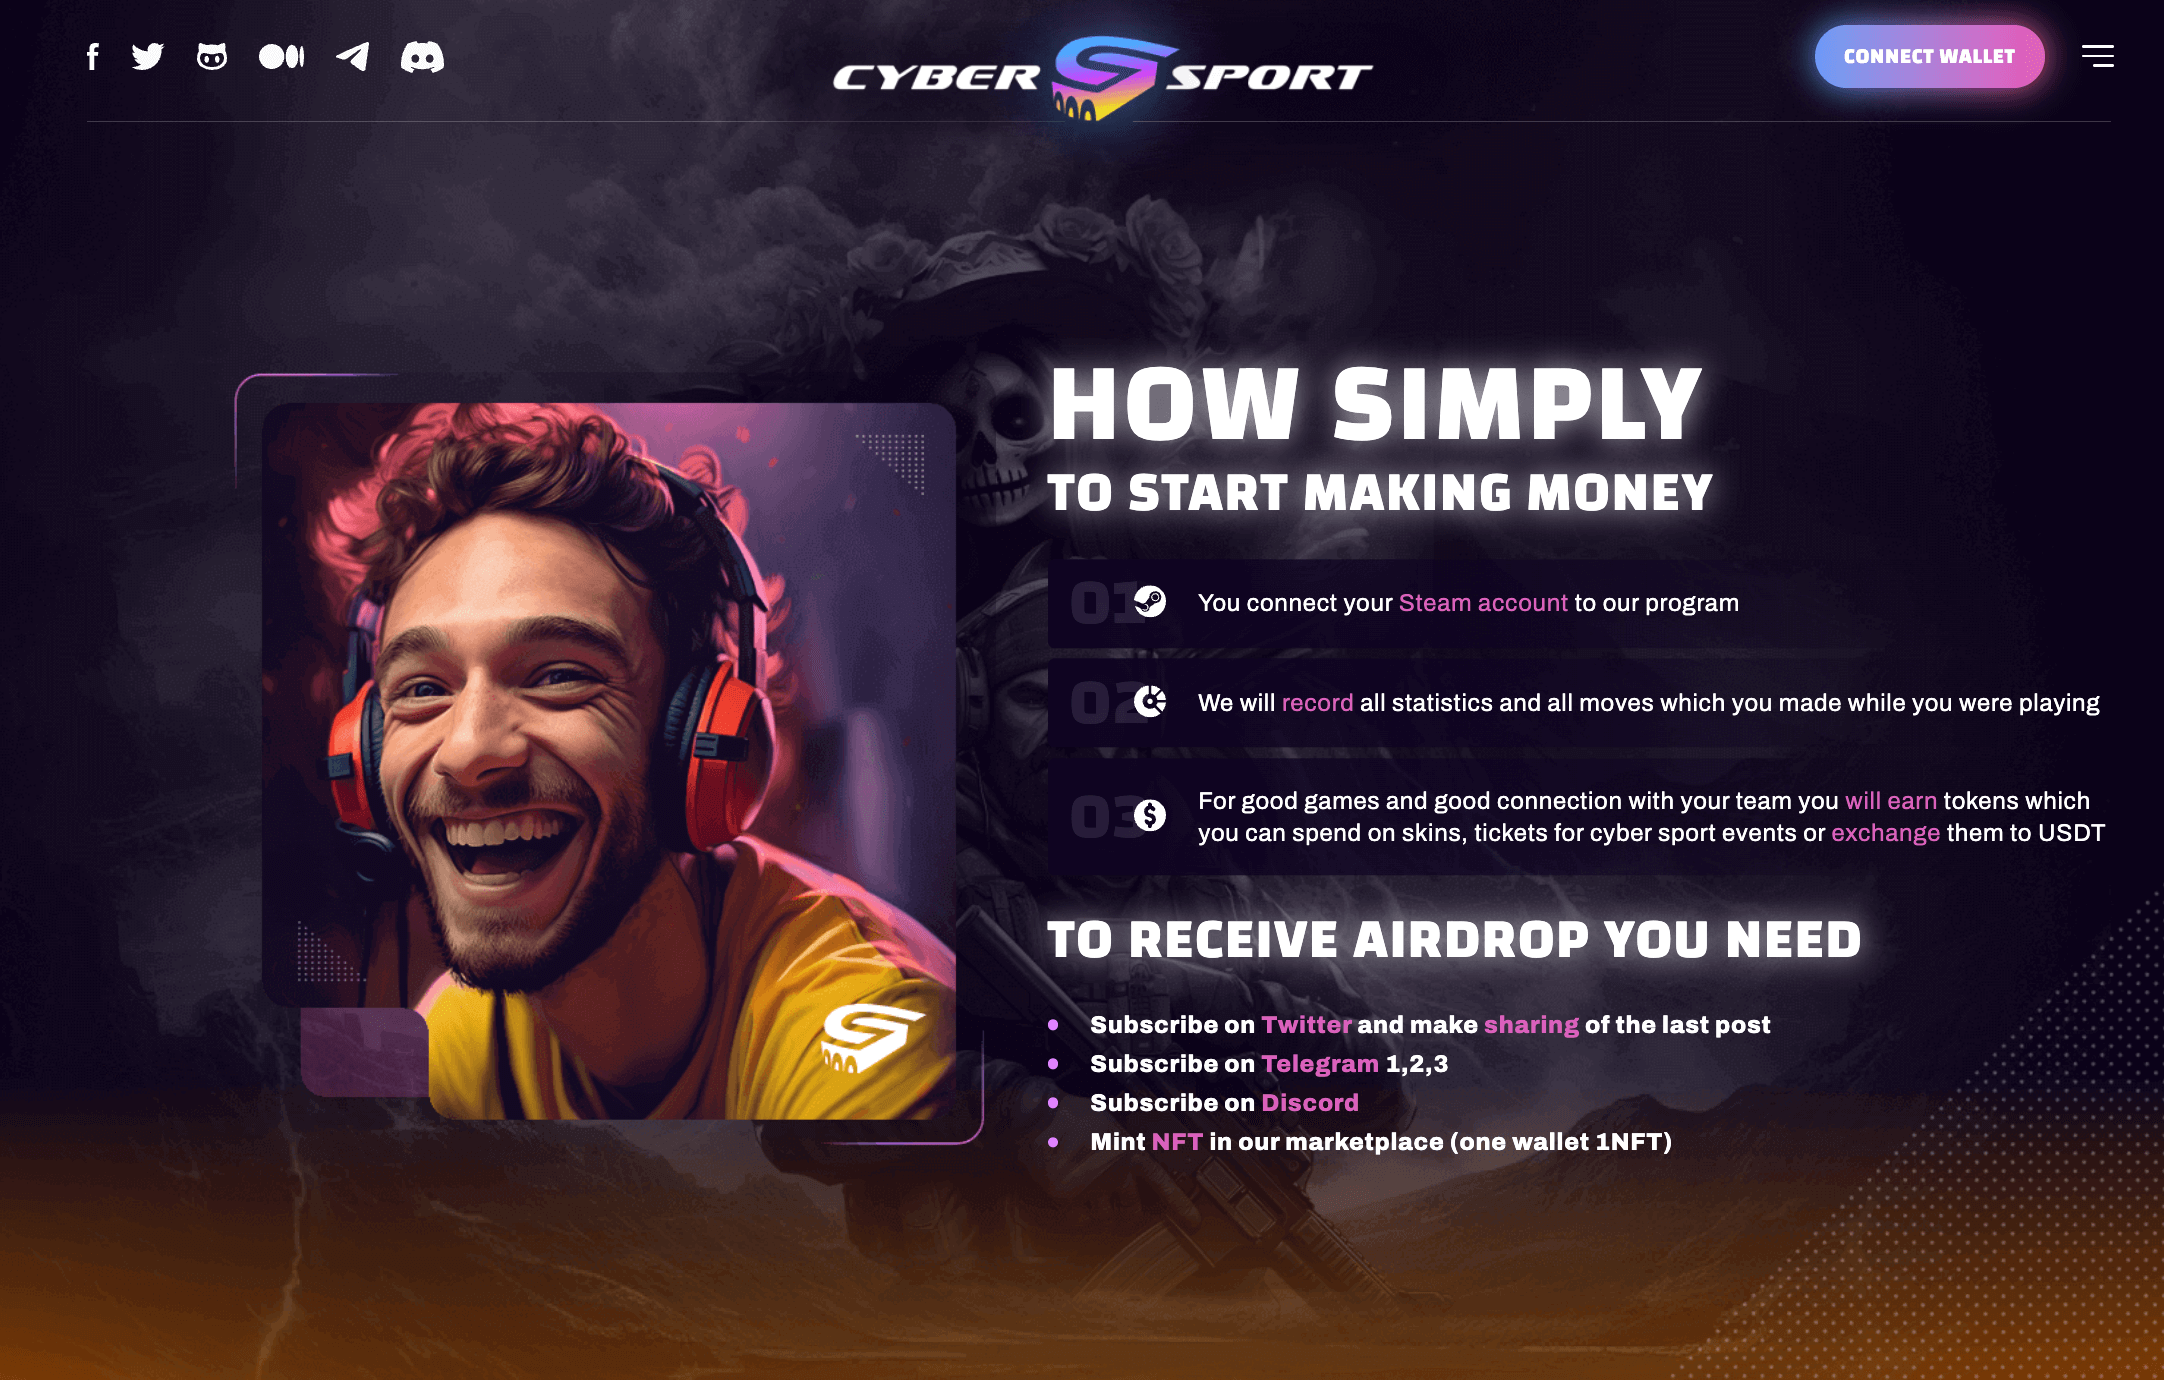 CYBER SPORT
CONNECT WALLET
HOW SIMPLY
TO START MAKING MONEY
01
You connect your Steam account to our program
02
We will record all statistics and all moves which you made while you were playing
03
For good games and good connection with your team you will earn tokens which
you can spend on skins, tickets for cyber sport events or exchange them to USDT
TO RECEIVE AIRDROP YOU NEED
Subscribe on Twitter and make sharing of the last post
Subscribe on Telegram 1,2,3
Subscribe on Discord
Mint NFT in our marketplace (one wallet 1NFT)